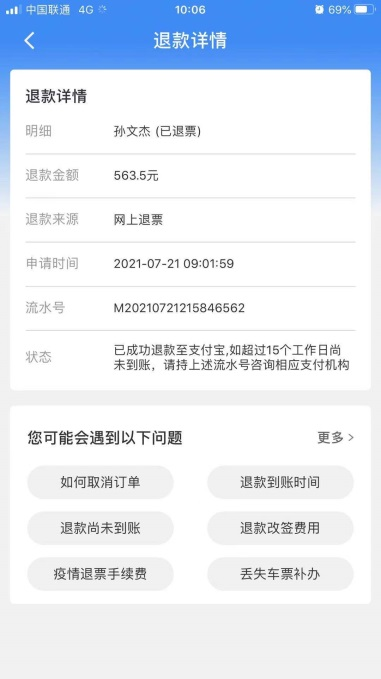 中国联通 4G 10:06 69%
退款详情
退款详情
明细 孙文杰 (已退票)
退款金额 563.5元
退款来源 网上退票
申请时间 2021-07-21 09:01:59
流水号 M20210721215846562
状态 已成功退款至支付宝,如超过15个工作日尚
未到账，请持上述流水号咨询相应支付机构
您可能会遇到以下问题 更多 >
如何取消订单 退款到账时间
退款尚未到账 退款改签费用
疫情退票手续费 丢失车票补办